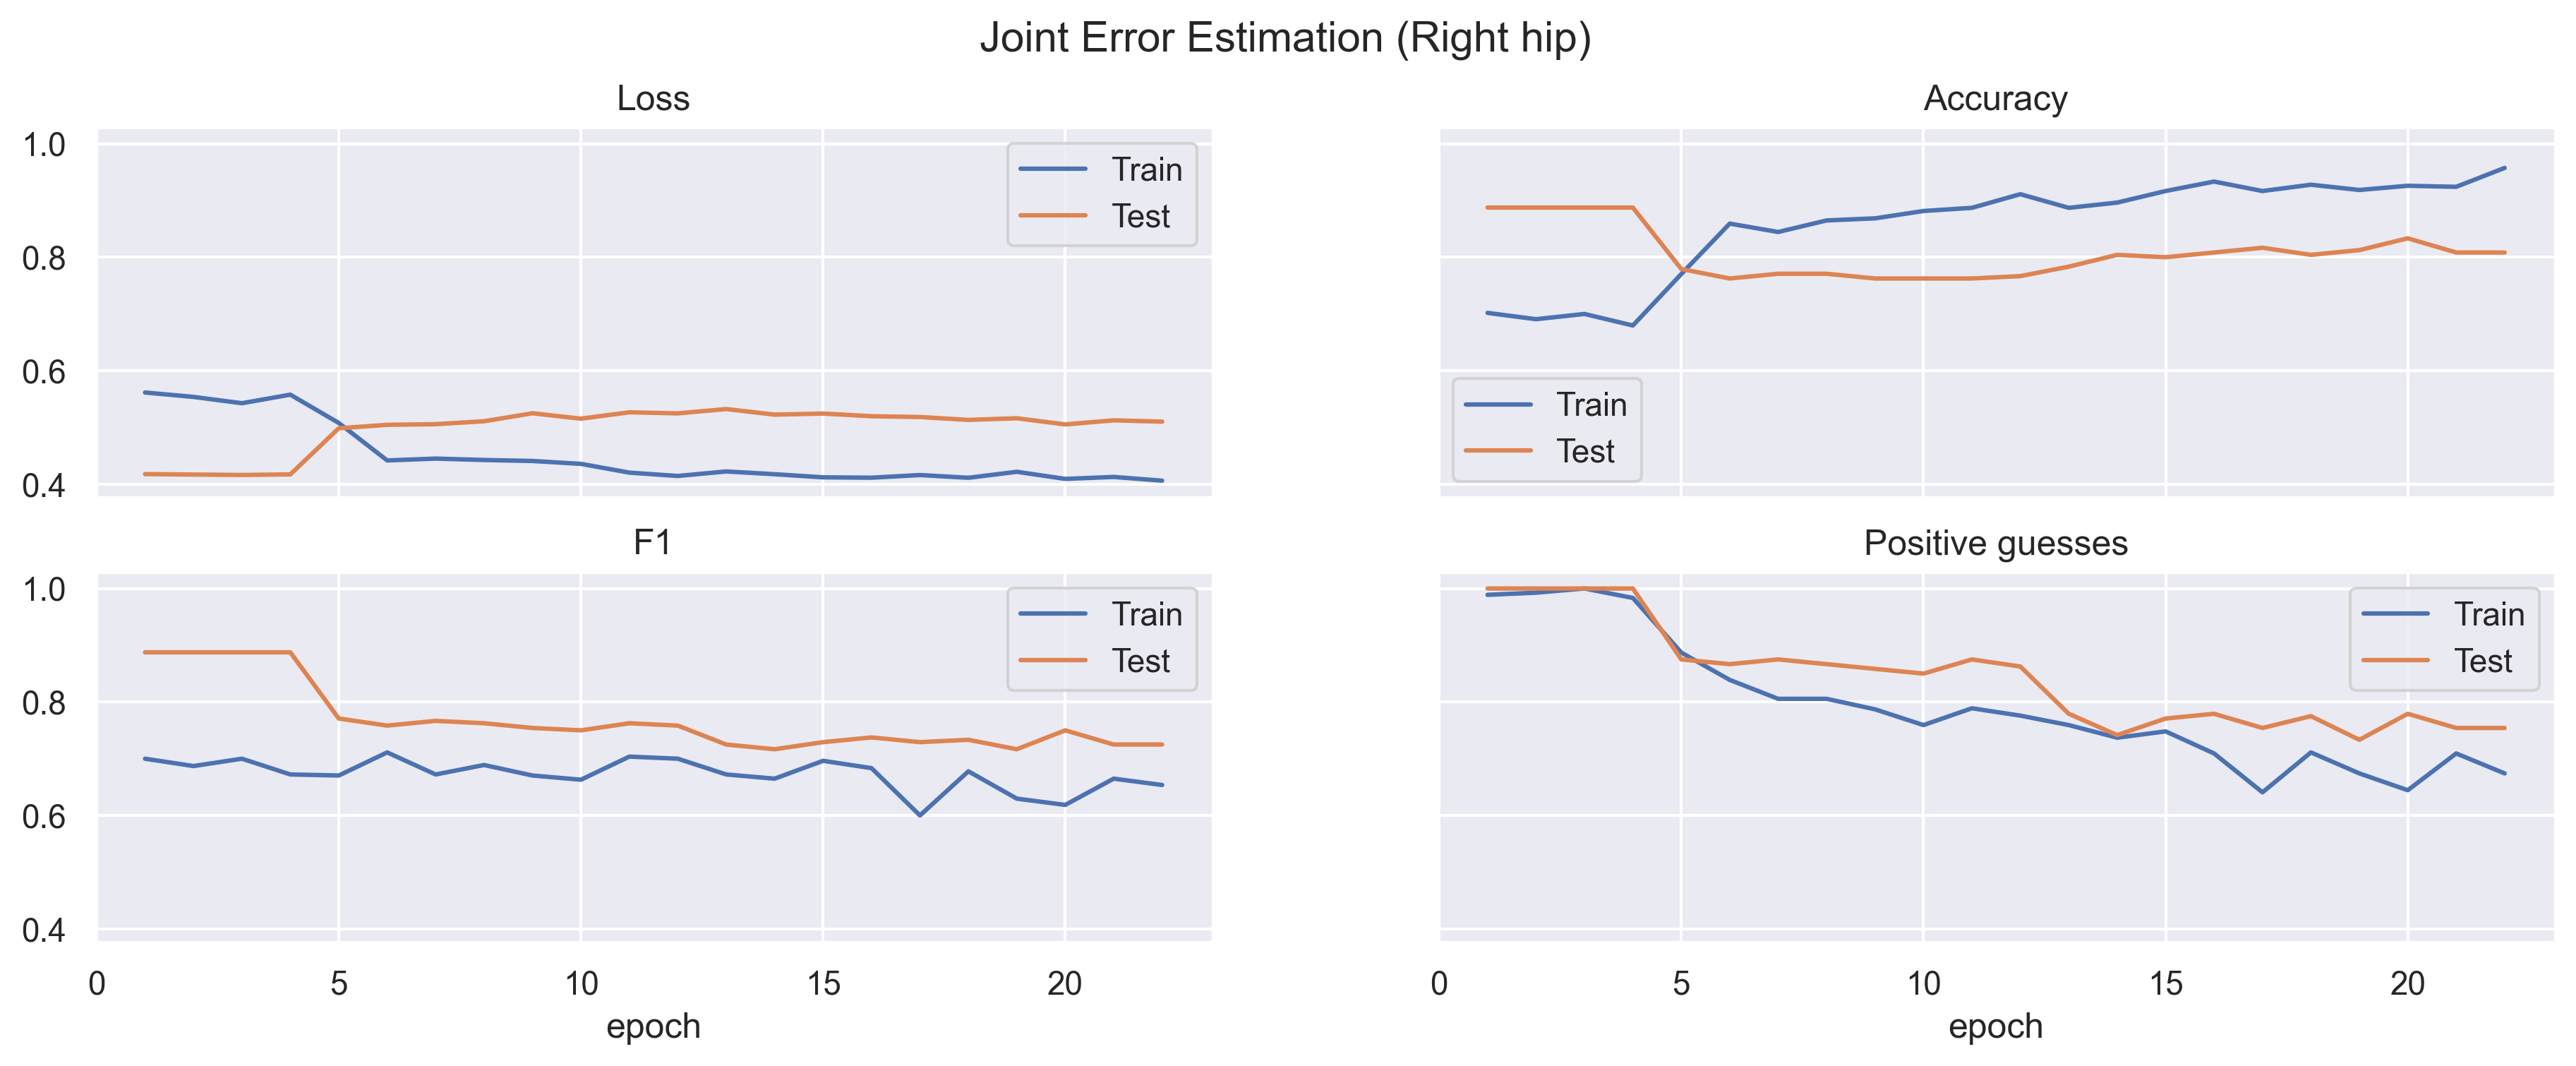 Joint Error Estimation (Right hip)
Loss
1.0
0.8
0.6
0.4
Train
Test
Accuracy
Train
Test
F1
1.0
0.8
0.6
0.4
0 5 10 15 20
epoch
Train
Test
Positive guesses
0 5 10 15 20
epoch
Train
Test